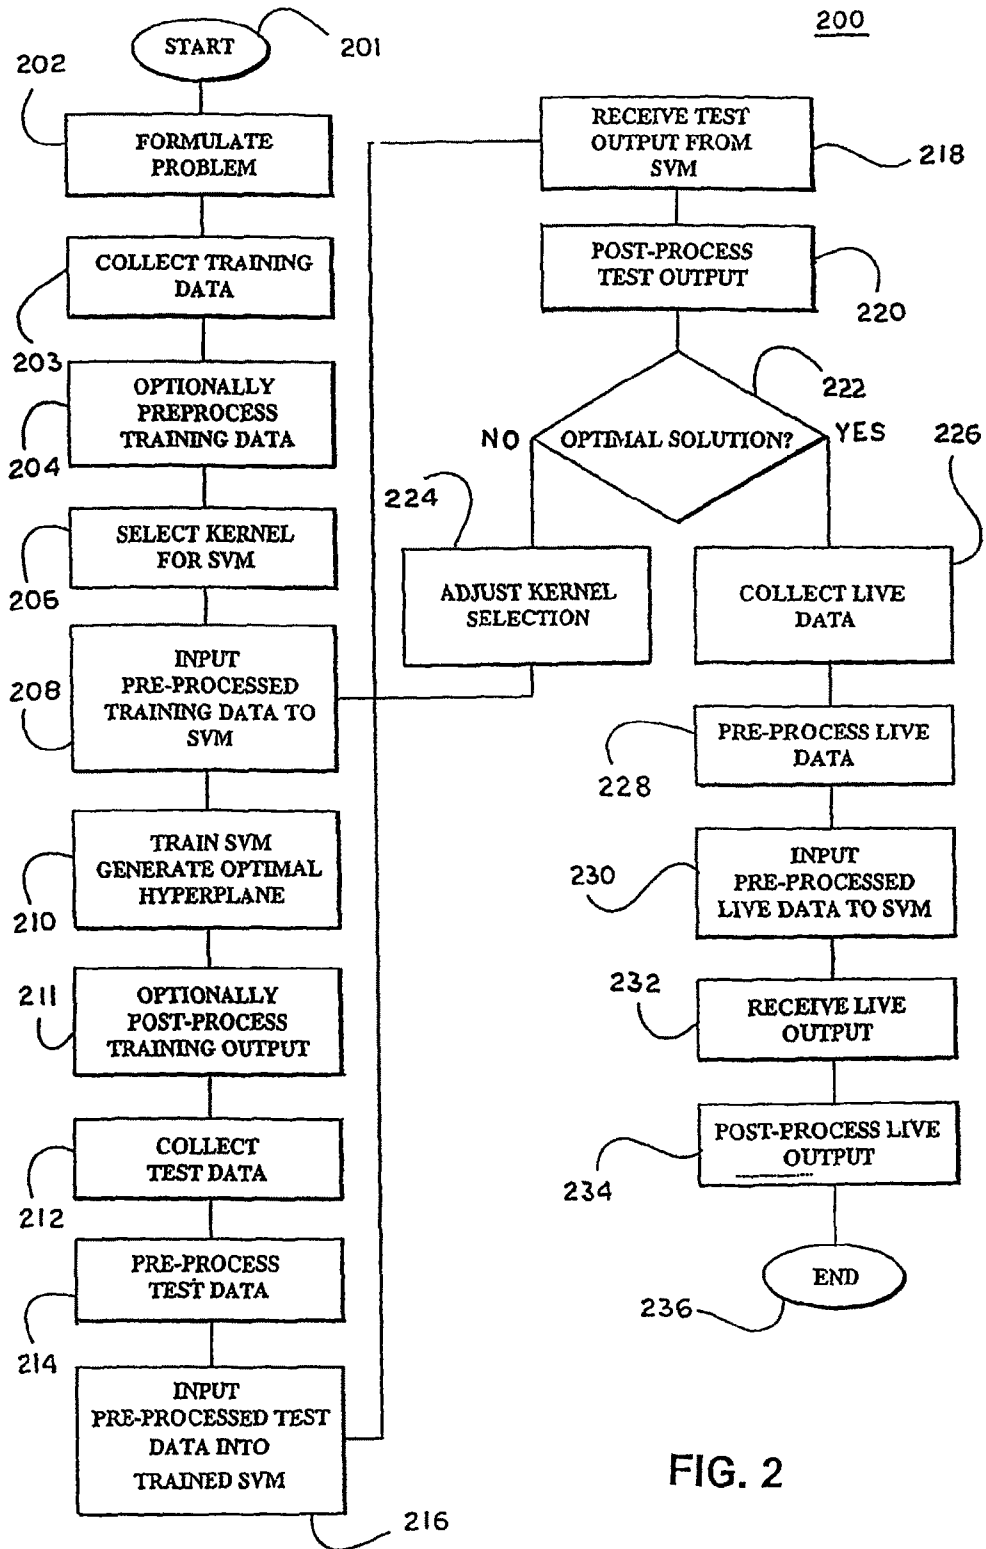 200
START
201
202
FORMULATE
PROBLEM
COLLECT TRAINING
DATA
203
OPTIONALLY
PREPROCESS
TRAINING DATA
204
SELECT KERNEL
FOR SVM
206
INPUT
PRE-PROCESSED
TRAINING DATA TO
SVM
208
TRAIN SVM
GENERATE OPTIMAL
HYPERPLANE
210
211
OPTIONALLY
POST-PROCESS
TRAINING OUTPUT
COLLECT
TEST DATA
212
PRE-PROCESS
TEST DATA
214
INPUT
PRE-PROCESSED TEST
DATA INTO
TRAINED SVM
216
RECEIVE TEST
OUTPUT FROM
SVM
218
POST-PROCESS
TEST OUTPUT
220
222
NO
OPTIMAL SOLUTION?
YES
224
ADJUST KERNEL
SELECTION
226
COLLECT LIVE
DATA
PRE-PROCESS LIVE
DATA
228
INPUT
PRE-PROCESSED
LIVE DATA TO SVM
230
232
RECEIVE LIVE
OUTPUT
POST-PROCESS LIVE
OUTPUT
234
END
236
FIG. 2